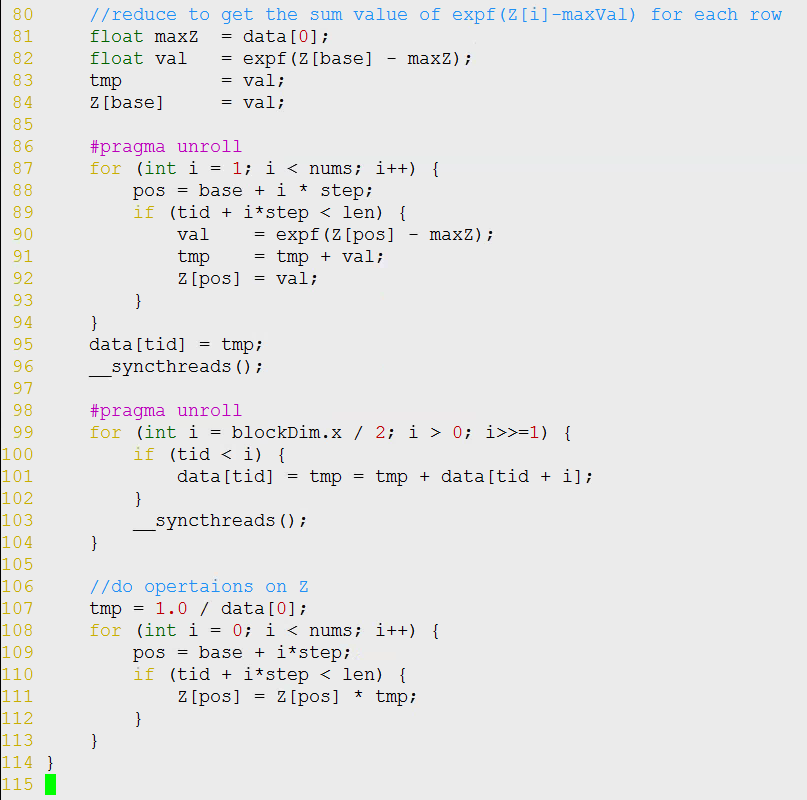 80     //reduce to get the sum value of expf(Z[i]-maxVal) for each row
81     float maxZ  = data[0];
82     float val   = expf(Z[base] - maxZ);
83     tmp         = val;
84     Z[base]     = val;
85
86     #pragma unroll
87     for (int i = 1; i < nums; i++) {
88         pos = base + i * step;
89         if (tid + i*step < len) {
90             val    = expf(Z[pos] - maxZ);
91             tmp    = tmp + val;
92             Z[pos] = val;
93         }
94     }
95     data[tid] = tmp;
96     __syncthreads();
97
98     #pragma unroll
99     for (int i = blockDim.x / 2; i > 0; i>>=1) {
100         if (tid < i) {
101             data[tid] = tmp = tmp + data[tid + i];
102         }
103         __syncthreads();
104     }
105
106     //do opertaions on Z
107     tmp = 1.0 / data[0];
108     for (int i = 0; i < nums; i++) {
109         pos = base + i*step;
110         if (tid + i*step < len) {
111             Z[pos] = Z[pos] * tmp;
112         }
113     }
114 }
115